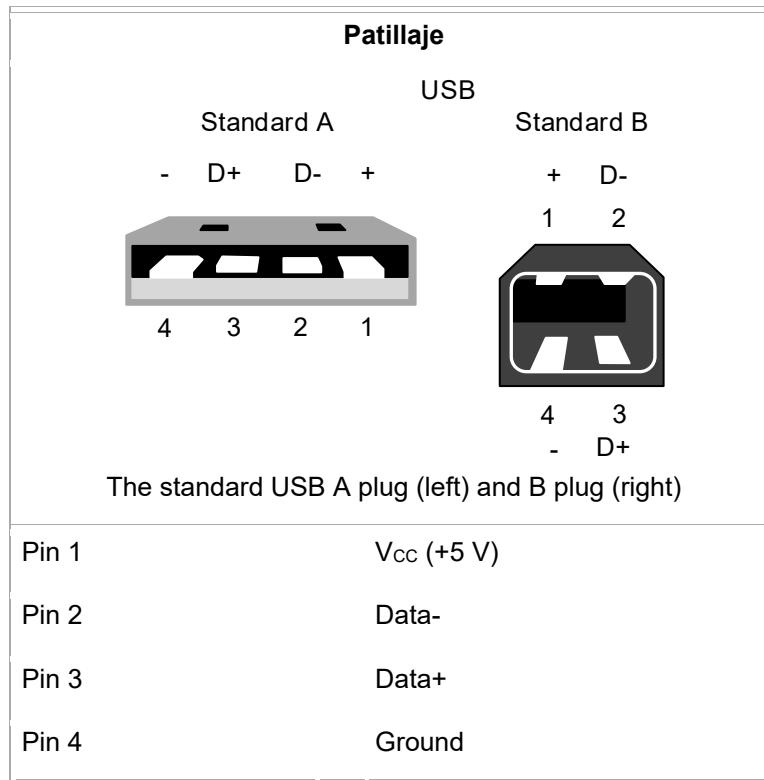 Patillaje
USB
Standard A Standard B
- D+ D- +
+ D-
1 2
4 3 2 1
4 3
- D+
The standard USB A plug (left) and B plug (right)
Pin 1 VCC (+5 V)
Pin 2 Data-
Pin 3 Data+
Pin 4 Ground